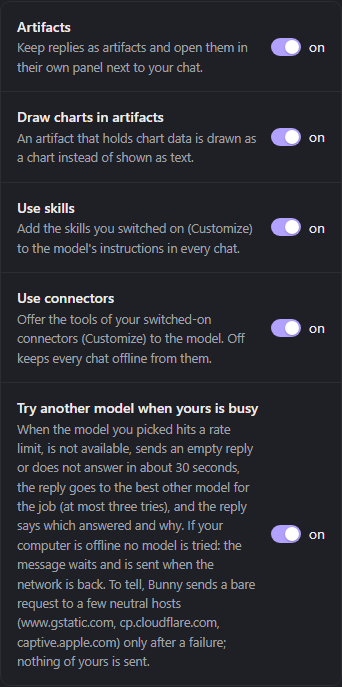 Artifacts
Keep replies as artifacts and open them in
their own panel next to your chat.
on
Draw charts in artifacts
An artifact that holds chart data is drawn as
a chart instead of shown as text.
on
Use skills
Add the skills you switched on (Customize)
to the model's instructions in every chat.
on
Use connectors
Offer the tools of your switched-on
connectors (Customize) to the model. Off
keeps every chat offline from them.
on
Try another model when yours is busy
When the model you picked hits a rate
limit, is not available, sends an empty reply
or does not answer in about 30 seconds,
the reply goes to the best other model for
the job (at most three tries), and the reply
says which answered and why. If your
computer is offline no model is tried: the
message waits and is sent when the
network is back. To tell, Bunny sends a bare
request to a few neutral hosts
(www.gstatic.com, cp.cloudflare.com,
captive.apple.com) only after a failure;
nothing of yours is sent.
on